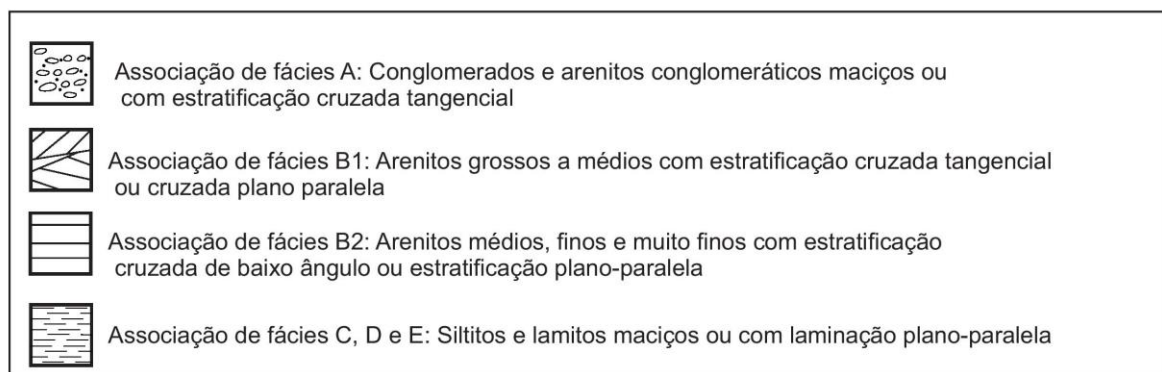 Associação de fácies A: Conglomerados e arenitos conglomeráticos maciços ou
com estratificação cruzada tangencial
Associação de fácies B1: Arenitos grossos a médios com estratificação cruzada tangencial
ou cruzada plano paralela
Associação de fácies B2: Arenitos médios, finos e muito finos com estratificação
cruzada de baixo ângulo ou estratificação plano-paralela
Associação de fácies C, D e E: Siltitos e lamitos maciços ou com laminação plano-paralela